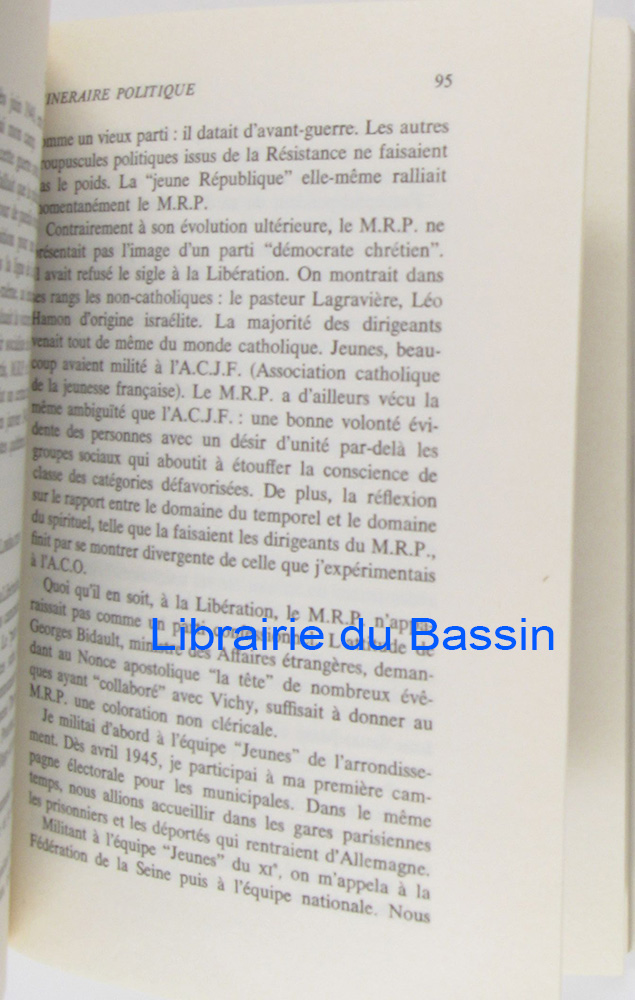 INERAIRE POLITIQUE 95
omme un vieux parti : il datait d'avant-guerre. Les autres
roupuscules politiques issus de la Résistance ne faisaient
as le poids. La “jeune République” elle-même ralliait
omentanément le M.R.P.
Contrairement à son évolution ultérieure, le M.R.P. ne
présentait pas l'image d'un parti “démocrate chrétien”.
l avait refusé le sigle à la Libération. On montrait dans
ses rangs les non-catholiques : le pasteur Lagravière, Léo
Hamon d'origine israélite. La majorité des dirigeants
venait tout de même du monde catholique. Jeunes, beau-
coup avaient milité à l'A.C.J.F. (Association catholique
de la jeunesse française). Le M.R.P. a d'ailleurs vécu la
même ambiguïté que l'A.C.J.F. : une bonne volonté évi-
dente des personnes avec un désir d'unité par-delà les
groupes sociaux qui aboutit à étouffer la conscience de
classe des catégories défavorisées. De plus, la réflexion
sur le rapport entre le domaine du temporel et le domaine
du spirituel, telle que la faisaient les dirigeants du M.R.P.,
finit par se montrer divergente de celle que j'expérimentais
à l'A.C.O.
Quoi qu'il en soit, à la Libération, le M.R.P. n'appa-
raissait pas comme un parti confessionnel. L'attitude de
Librairie du Bassin
Georges Bidault, ministre des Affaires étrangères, deman-
dant au Nonce apostolique “la tête” de nombreux évê-
ques ayant “collaboré” avec Vichy, suffisait à donner au
M.R.P. une coloration non cléricale.
Je militai d'abord à l'équipe “Jeunes” de l'arrondisse-
ment. Dès avril 1945, je participai à ma première cam-
pagne électorale pour les municipales. Dans le même
temps, nous allions accueillir dans les gares parisiennes
les prisonniers et les déportés qui rentraient d'Allemagne.
Militant à l'équipe “Jeunes” du XIe, on m'appela à la
Fédération de la Seine puis à l'équipe nationale. Nous